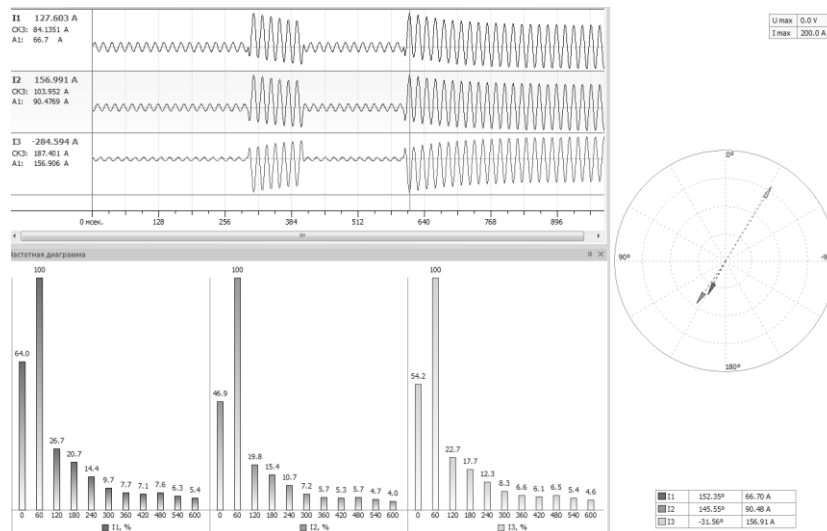 I1 127.603 A
СКЗ: 84.1351 A
A1: 66.7 A
I2 156.991 A
СКЗ: 103.952 A
A1: 90.4769 A
I3 -284.594 A
СКЗ: 187.401 A
A1: 156.906 A
0 мсек. 128 256 384 512 640 768 896
U max 0.0 V
I max 200.0 A
Частотная диаграмма
100 100 100
64.0 26.7 20.7 14.4 9.7 7.7 7.1 7.6 6.3 5.4
46.9 19.8 15.4 10.7 7.2 5.7 5.3 5.7 4.7 4.0
54.2 22.7 17.7 12.3 8.3 6.6 6.1 6.5 5.4 4.6
0 60 120 180 240 300 360 420 480 540 600
0 60 120 180 240 300 360 420 480 540 600
0 60 120 180 240 300 360 420 480 540 600
I1, %
I2, %
I3, %
0º
90º
-9
180º
I1 152.35º 66.70 A
I2 145.55º 90.48 A
I3 -31.56º 156.91 A